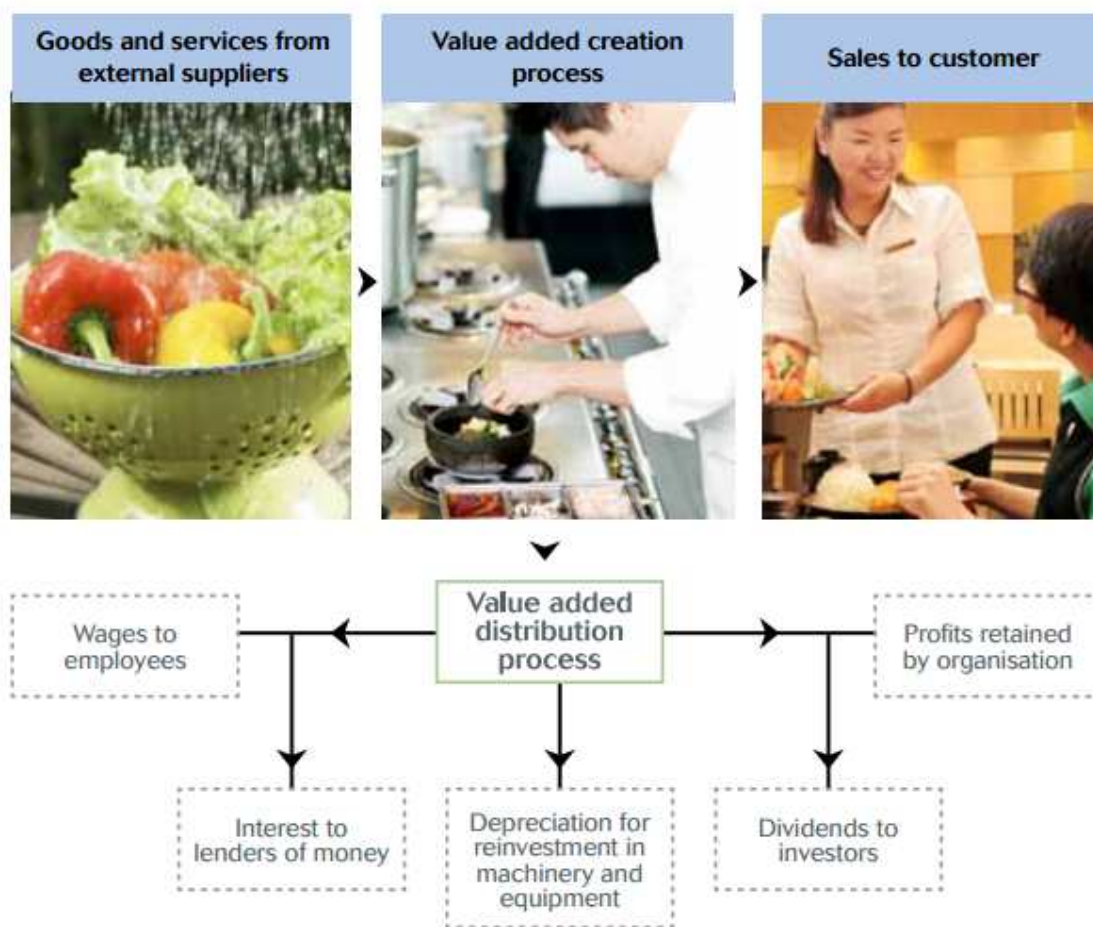 Goods and services from
external suppliers
Value added creation
process
Sales to customer
Value added
distribution
process
Wages to
employees
Profits retained
by organisation
Interest to
lenders of money
Depreciation for
reinvestment in
machinery and
equipment
Dividends to
investors